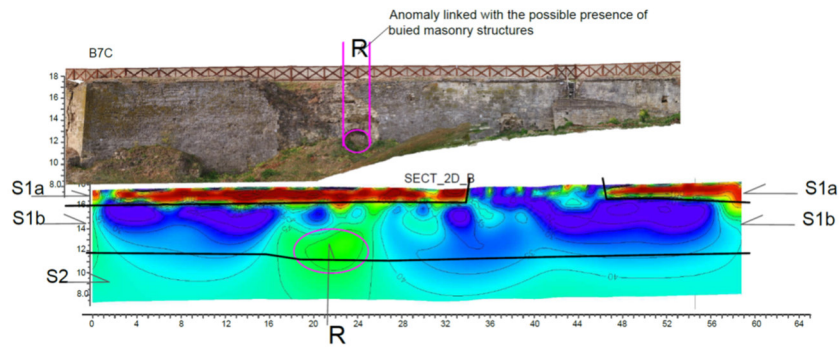 Anomaly linked with the possible presence of
buied masonry structures
R
B7C
18
16
14
12
10
8.0
SECT_2D_B
S1a
S1a
S1b
S1b
16
14
12
10
8.0
S2
0 4 8 12 16 21 24 28 32 36 40 44 48 52 56 60 64
R